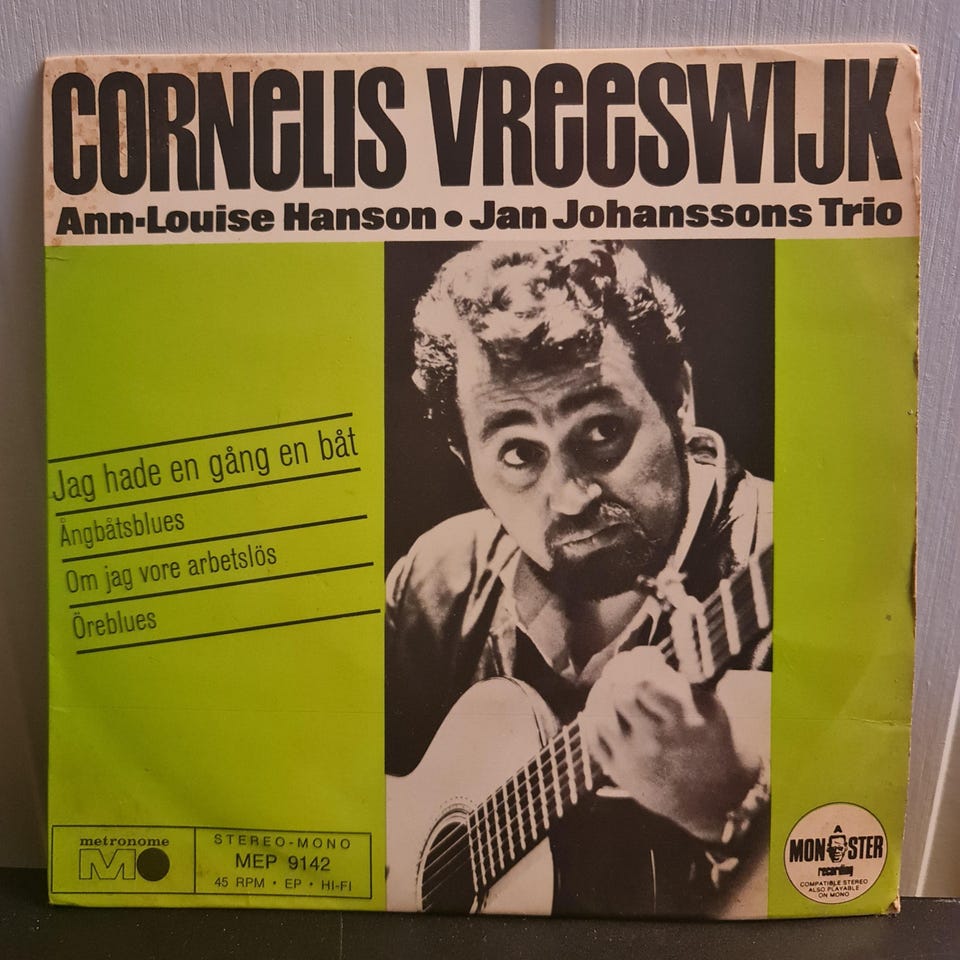 CORNELIS VREESWIJK
Ann-Louise Hanson • Jan Johanssons Trio
Jag hade en gång en båt
Ångbåtsblues
Om jag vore arbetslös
Öreblues
metronome
STEREO-MONO
MEP 9142
45 RPM • EP • HI-FI
A
MONSTER
recording
COMPATIBLE STEREO
ALSO PLAYABLE
ON MONO